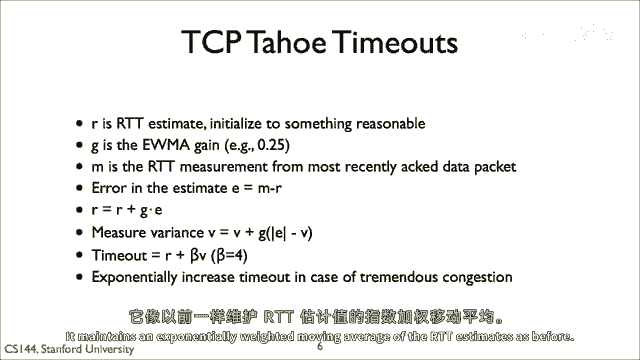 TCP Tahoe Timeouts
• r is RTT estimate, initialize to something reasonable
• g is the EWMA gain (e.g., 0.25)
• m is the RTT measurement from most recently acked data packet
• Error in the estimate e = m-r
• r = r + g·e
• Measure variance v = v + g(|e| - v)
• Timeout = r + βv (β=4)
• Exponentially increase timeout in case of tremendous congestion
它像以前一样维护 RTT 估计值的指数加权移动平均。
It maintains an exponentially weighted moving average of the RTT estimates as before.
CS144, Stanford University
6